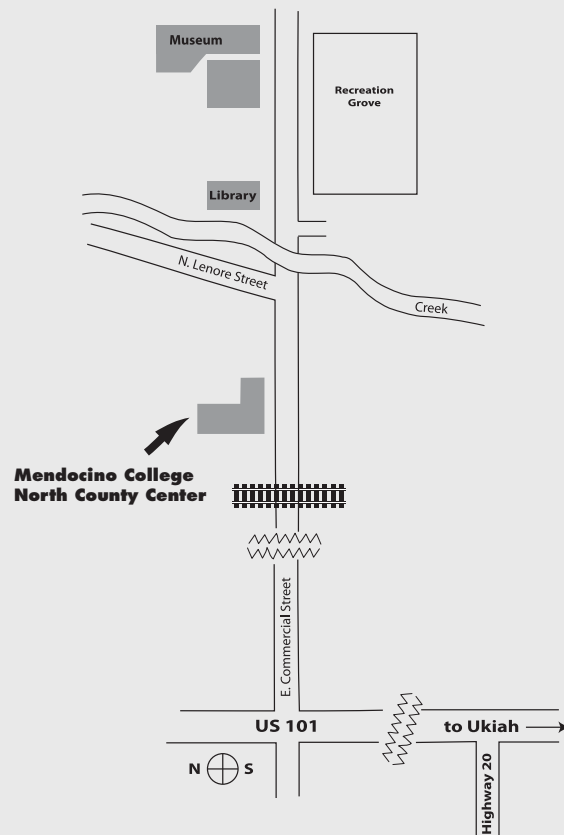 Museum
Recreation
Grove
Library
N. Lenore Street
Creek
Mendocino College
North County Center
E. Commercial Street
US 101
to Ukiah
N S
Highway 20